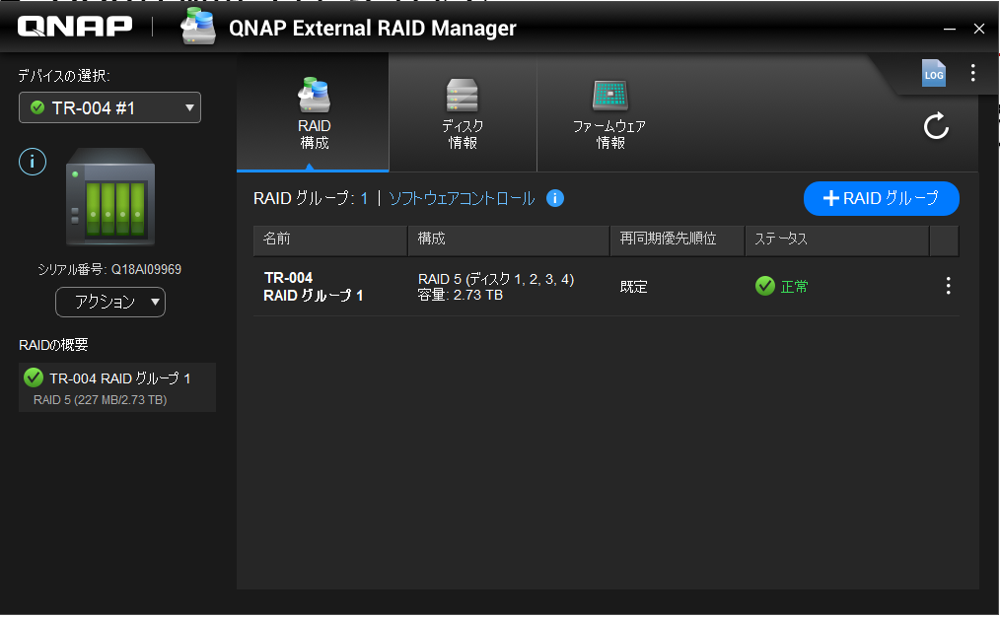 QNAP
QNAP External RAID Manager
デバイスの選択:
TR-004 #1
i
シリアル番号: Q18AI09969
アクション
RAIDの概要
TR-004 RAID グループ 1
RAID 5 (227 MB/2.73 TB)
RAID
構成
ディスク
情報
ファームウェア
情報
LOG
RAID グループ: 1 | ソフトウェアコントロール i
+RAID グループ
名前 構成 再同期優先順位 ステータス
TR-004
RAID グループ 1
RAID 5 (ディスク 1, 2, 3, 4)
容量: 2.73 TB
既定
正常